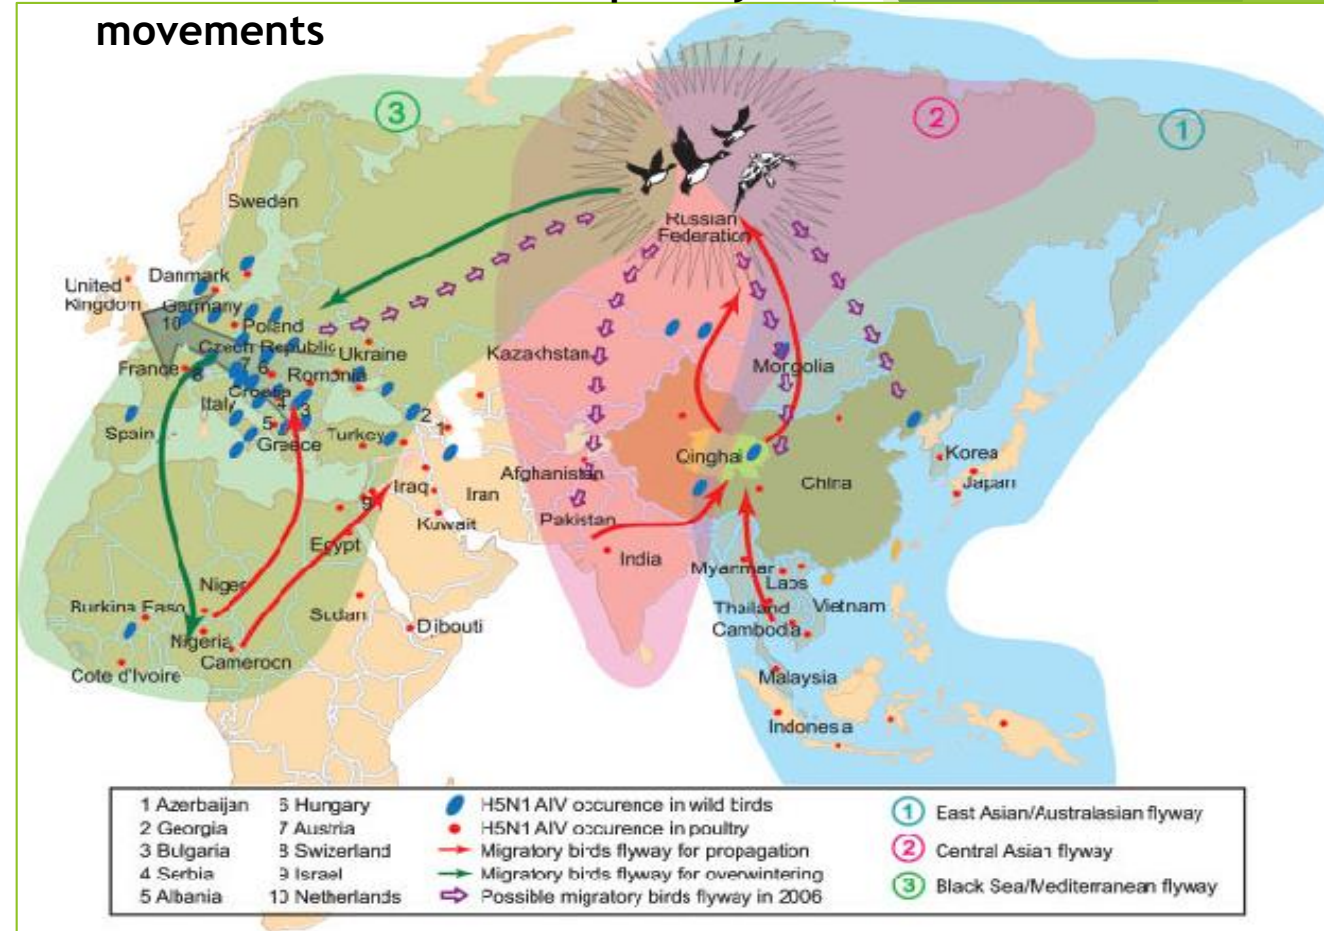 movements
3
2
1
Sweden
Russian
Federation
United
Kingdom
Danmark
Germany
10
Poland
Czech Republic
Ukraine
France
8
7
6
Romania
Kazakhstan
Mongolia
Croatia
Italy
4
3
2
1
Spain
5
Greece
Turkey
Qinghai
Korea
Afghanistan
China
Japan
Iraq
Iran
9
Kuwait
Pakistan
Egypt
India
Myanmar
Laos
Niger
Burkina Faso
Sudan
Djbouti
Thailand
Vietnam
Cambodia
Nigeria
Cameroon
Cote d'Ivoire
Malaysia
Indonesia
1 Azerbaijan
2 Georgia
3 Bulgaria
4 Serbia
5 Albania
6 Hungary
7 Austria
8 Swizerland
9 Israel
10 Netherlands
H5N1 AIV occurence in wild birds
H5N1 AIV occurence in poultry
Migratory birds flyway for propagation
Migratory birds flyway for overwintering
Possible migratory birds flyway in 2006
1 East Asian/Australasian flyway
2 Central Asian flyway
3 Black Sea/Mediterranean flyway